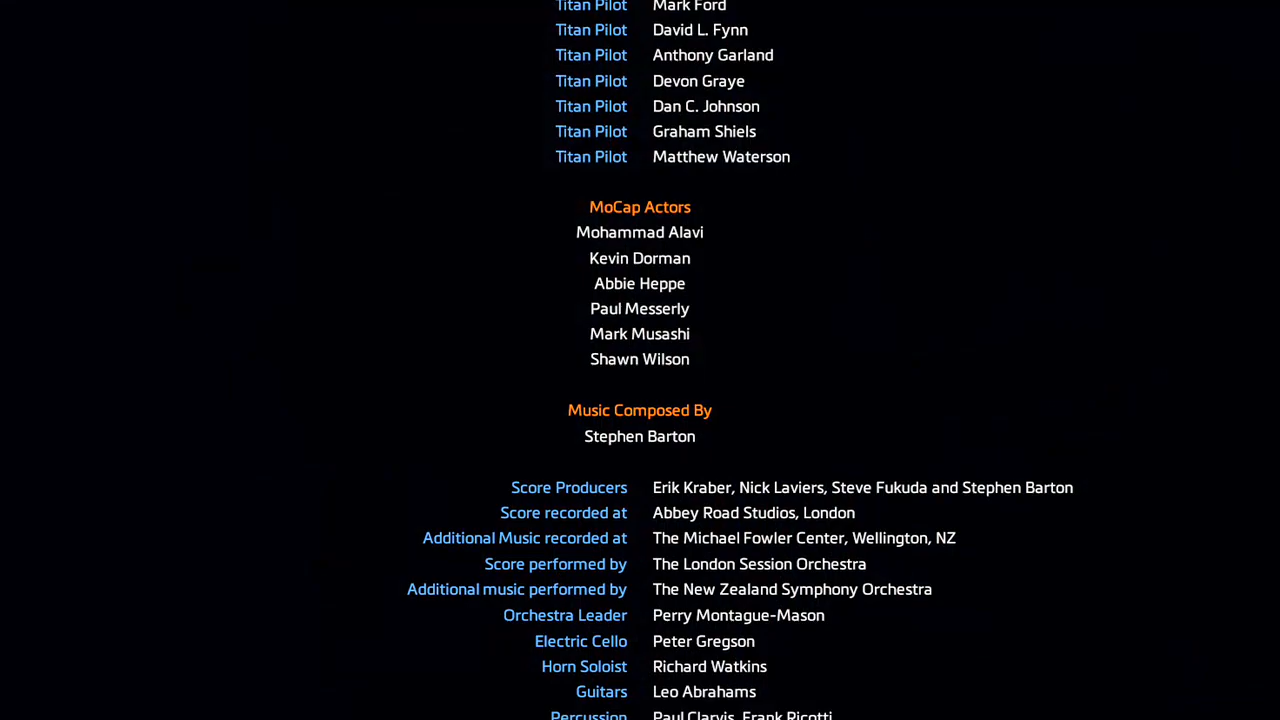 Titan Pilot Mark Ford
Titan Pilot David L. Fynn
Titan Pilot Anthony Garland
Titan Pilot Devon Graye
Titan Pilot Dan C. Johnson
Titan Pilot Graham Shiels
Titan Pilot Matthew Waterson
MoCap Actors
Mohammad Alavi
Kevin Dorman
Abbie Heppe
Paul Messerly
Mark Musashi
Shawn Wilson
Music Composed By
Stephen Barton
Score Producers Erik Kraber, Nick Laviers, Steve Fukuda and Stephen Barton
Score recorded at Abbey Road Studios, London
Additional Music recorded at The Michael Fowler Center, Wellington, NZ
Score performed by The London Session Orchestra
Additional music performed by The New Zealand Symphony Orchestra
Orchestra Leader Perry Montague-Mason
Electric Cello Peter Gregson
Horn Soloist Richard Watkins
Guitars Leo Abrahams
Percussion Paul Clarvis, Frank Ricotti